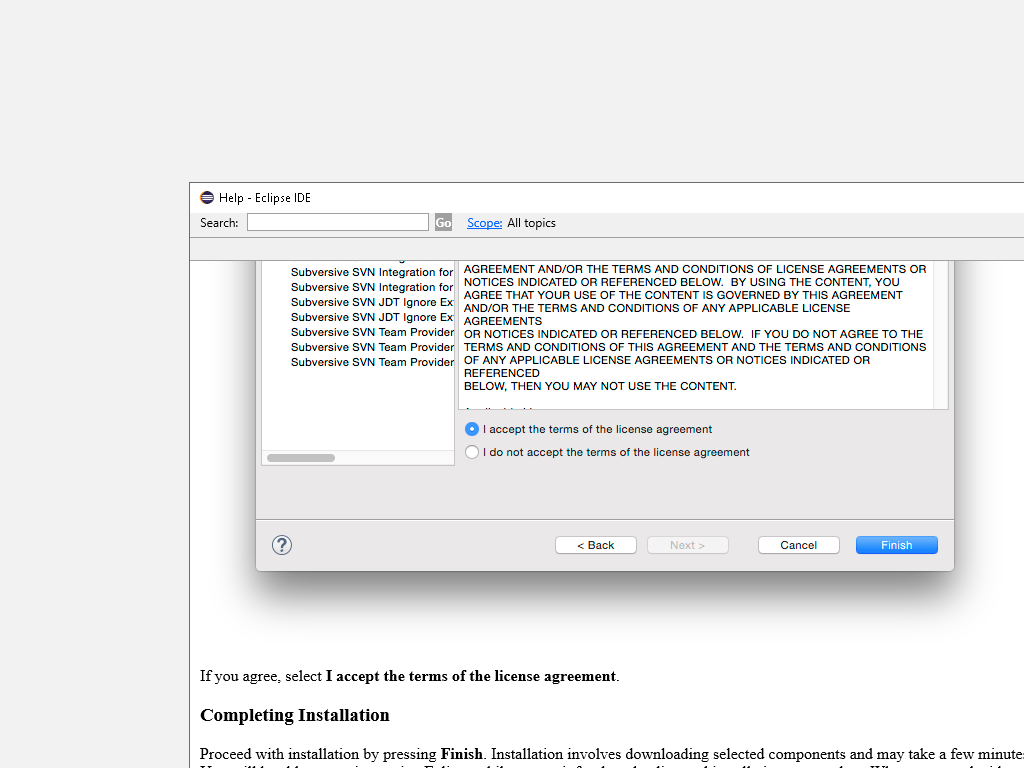 Help - Eclipse IDE
Search: Go Scope: All topics
Subversive SVN Integration for
Subversive SVN Integration for
Subversive SVN JDT Ignore Ex
Subversive SVN JDT Ignore Ex
Subversive SVN Team Provider
Subversive SVN Team Provider
Subversive SVN Team Provider
AGREEMENT AND/OR THE TERMS AND CONDITIONS OF LICENSE AGREEMENTS OR
NOTICES INDICATED OR REFERENCED BELOW.  BY USING THE CONTENT, YOU
AGREE THAT YOUR USE OF THE CONTENT IS GOVERNED BY THIS AGREEMENT
AND/OR THE TERMS AND CONDITIONS OF ANY APPLICABLE LICENSE
AGREEMENTS
OR NOTICES INDICATED OR REFERENCED BELOW.  IF YOU DO NOT AGREE TO THE
TERMS AND CONDITIONS OF THIS AGREEMENT AND THE TERMS AND CONDITIONS
OF ANY APPLICABLE LICENSE AGREEMENTS OR NOTICES INDICATED OR
REFERENCED
BELOW, THEN YOU MAY NOT USE THE CONTENT.
I accept the terms of the license agreement
I do not accept the terms of the license agreement
? < Back Next > Cancel Finish
If you agree, select I accept the terms of the license agreement.
Completing Installation
Proceed with installation by pressing Finish. Installation involves downloading selected components and may take a few minute